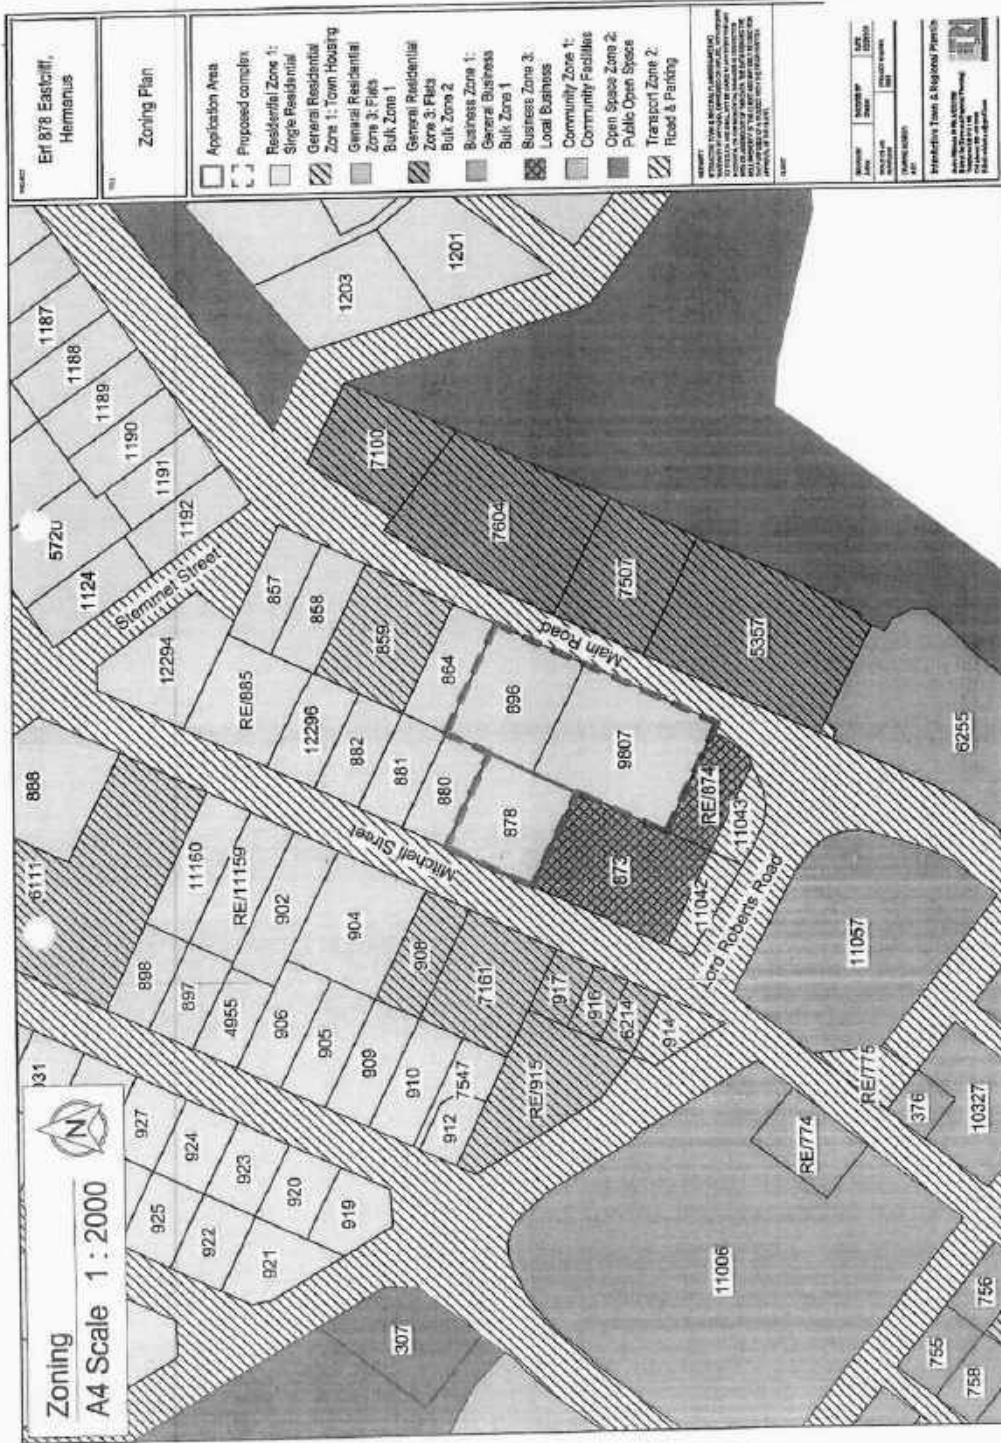 Zoning
A4 Scale 1 : 2000
N
Erf 878 Eastcliff,
Hermanus
Zoning Plan
Application Area
Proposed complex
Residential Zone 1:
Single Residential
General Residential
Zone 1: Town Housing
General Residential
Zone 3: Flats
Bulk Zone 1
General Residential
Zone 3: Flats
Bulk Zone 2
Business Zone 1:
General Business
Bulk Zone 1
Business Zone 3:
Local Business
Community Zone 1:
Community Facilities
Open Space Zone 2:
Public Open Space
Transport Zone 2:
Road & Parking
Interactive Town & Regional Planning
Stemmet Street
Mitchell Street
Main Road
Lord Roberts Road
931
927
925
924
923
922
921
920
919
6111
888
898
897
4955
906
905
909
910
912
7547
11160
RE/11159
902
904
908
7161
917
916
6214
914
RE/915
572u
1124
1187
1188
1189
1190
1191
1192
12294
RE/885
12296
882
881
880
878
873
857
858
859
864
896
9807
RE/874
11043
11042
1203
1201
7100
7604
7507
5357
6255
11057
RE/775
376
10327
RE/774
11006
307
755
756
758